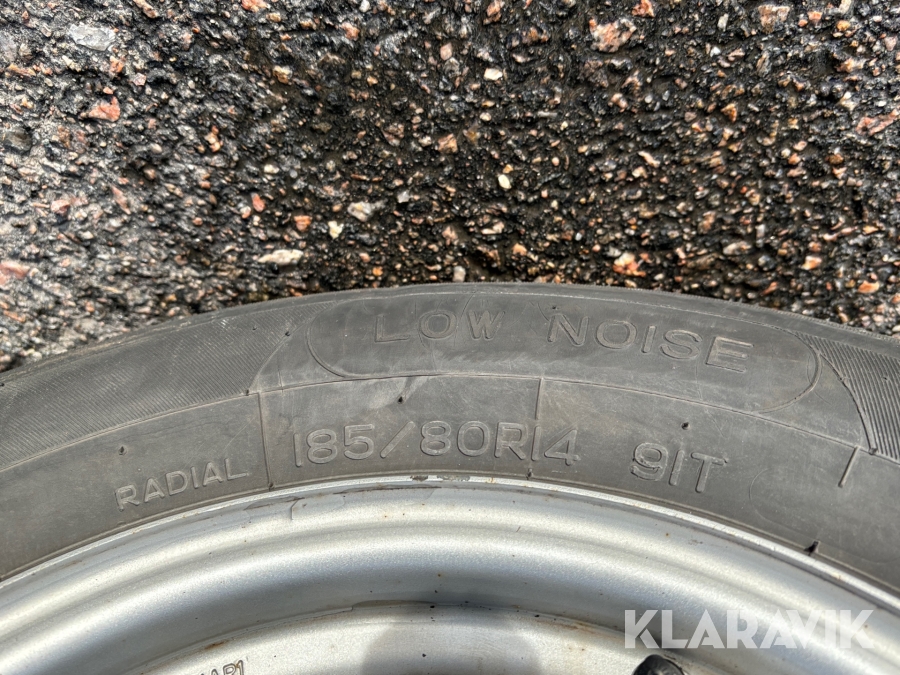 LOW NOISE
RADIAL 185/80R14 91T
KLARAVIK